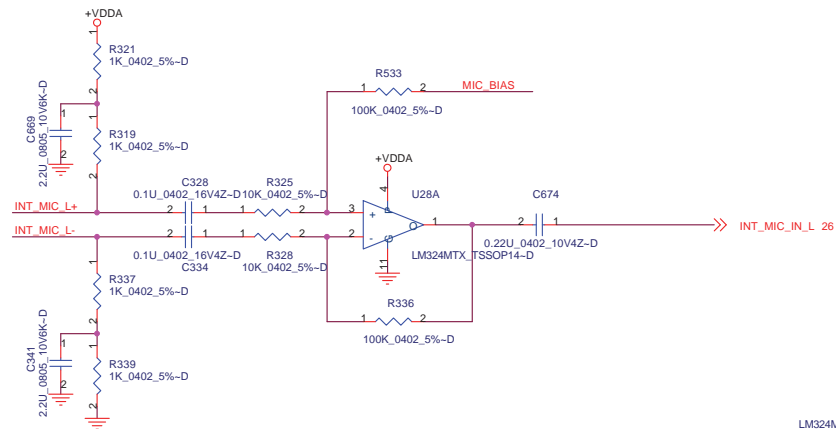 +VDDA
1
R321
1K_0402_5%~D
2
C669
2.2U_0805_10V6K~D
1
2
1
R319
1K_0402_5%~D
2
R533
1
2
MIC_BIAS
100K_0402_5%~D
+VDDA
INT_MIC_L+
C328
0.1U_0402_16V4Z~D
2
1
R325
10K_0402_5%~D
1
2
4
U28A
3
+
INT_MIC_L-
2
1
0.1U_0402_16V4Z~D
C334
1
2
R328
10K_0402_5%~D
2
-
1
11
LM324MTX_TSSOP14~D
C674
2
1
0.22U_0402_10V4Z~D
INT_MIC_IN_L 26
1
R337
1K_0402_5%~D
2
C341
2.2U_0805_10V6K~D
1
2
1
R339
1K_0402_5%~D
2
R336
1
2
100K_0402_5%~D